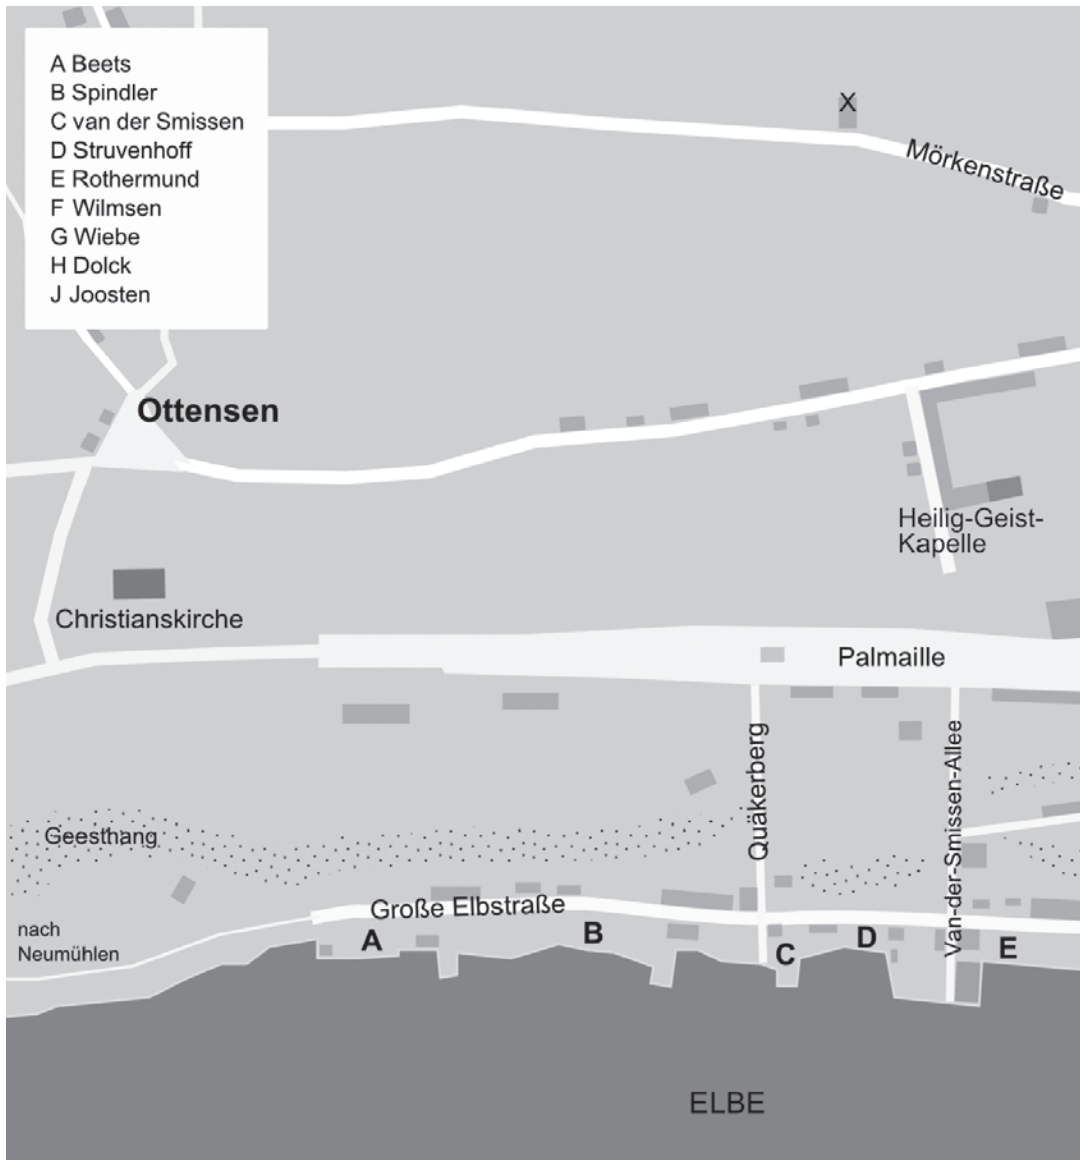 A Beets
B Spindler
C van der Smissen
D Struvenhoff
E Rothermund
F Wilmsen
G Wiebe
H Dolck
J Joosten
X
Mörkenstraße
Ottensen
Heilig-Geist-
Kapelle
Christianskirche
Palmaille
Quäkerberg
Van-der-Smissen-Allee
Geesthang
Große Elbstraße
nach
Neumühlen
A
B
C
D
E
ELBE